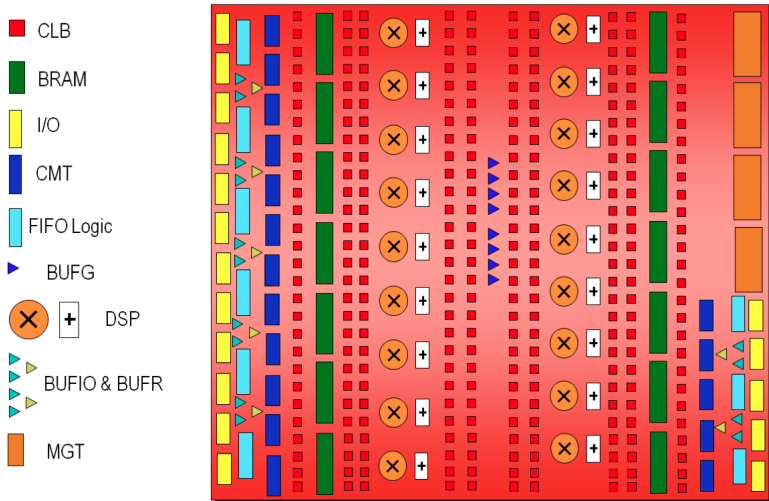 CLB
BRAM
I/O
CMT
FIFO Logic
BUFG
DSP
BUFIO & BUFR
MGT